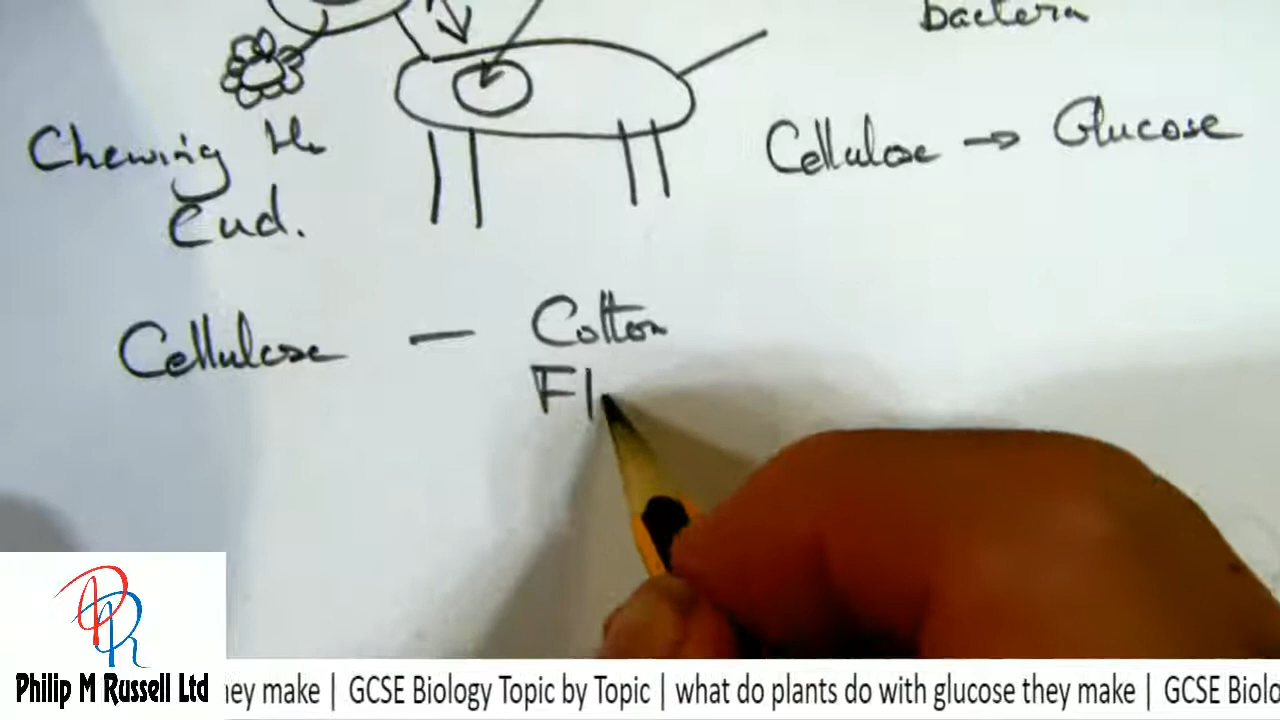 bacteria
Cellulose → Glucose
Chewing the
Cud.
Cellulose — Cotton
Fl
Philip M Russell Ltd
hey make | GCSE Biology Topic by Topic | what do plants do with glucose they make | GCSE Biolo